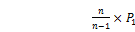 n/(n-1) × P₁